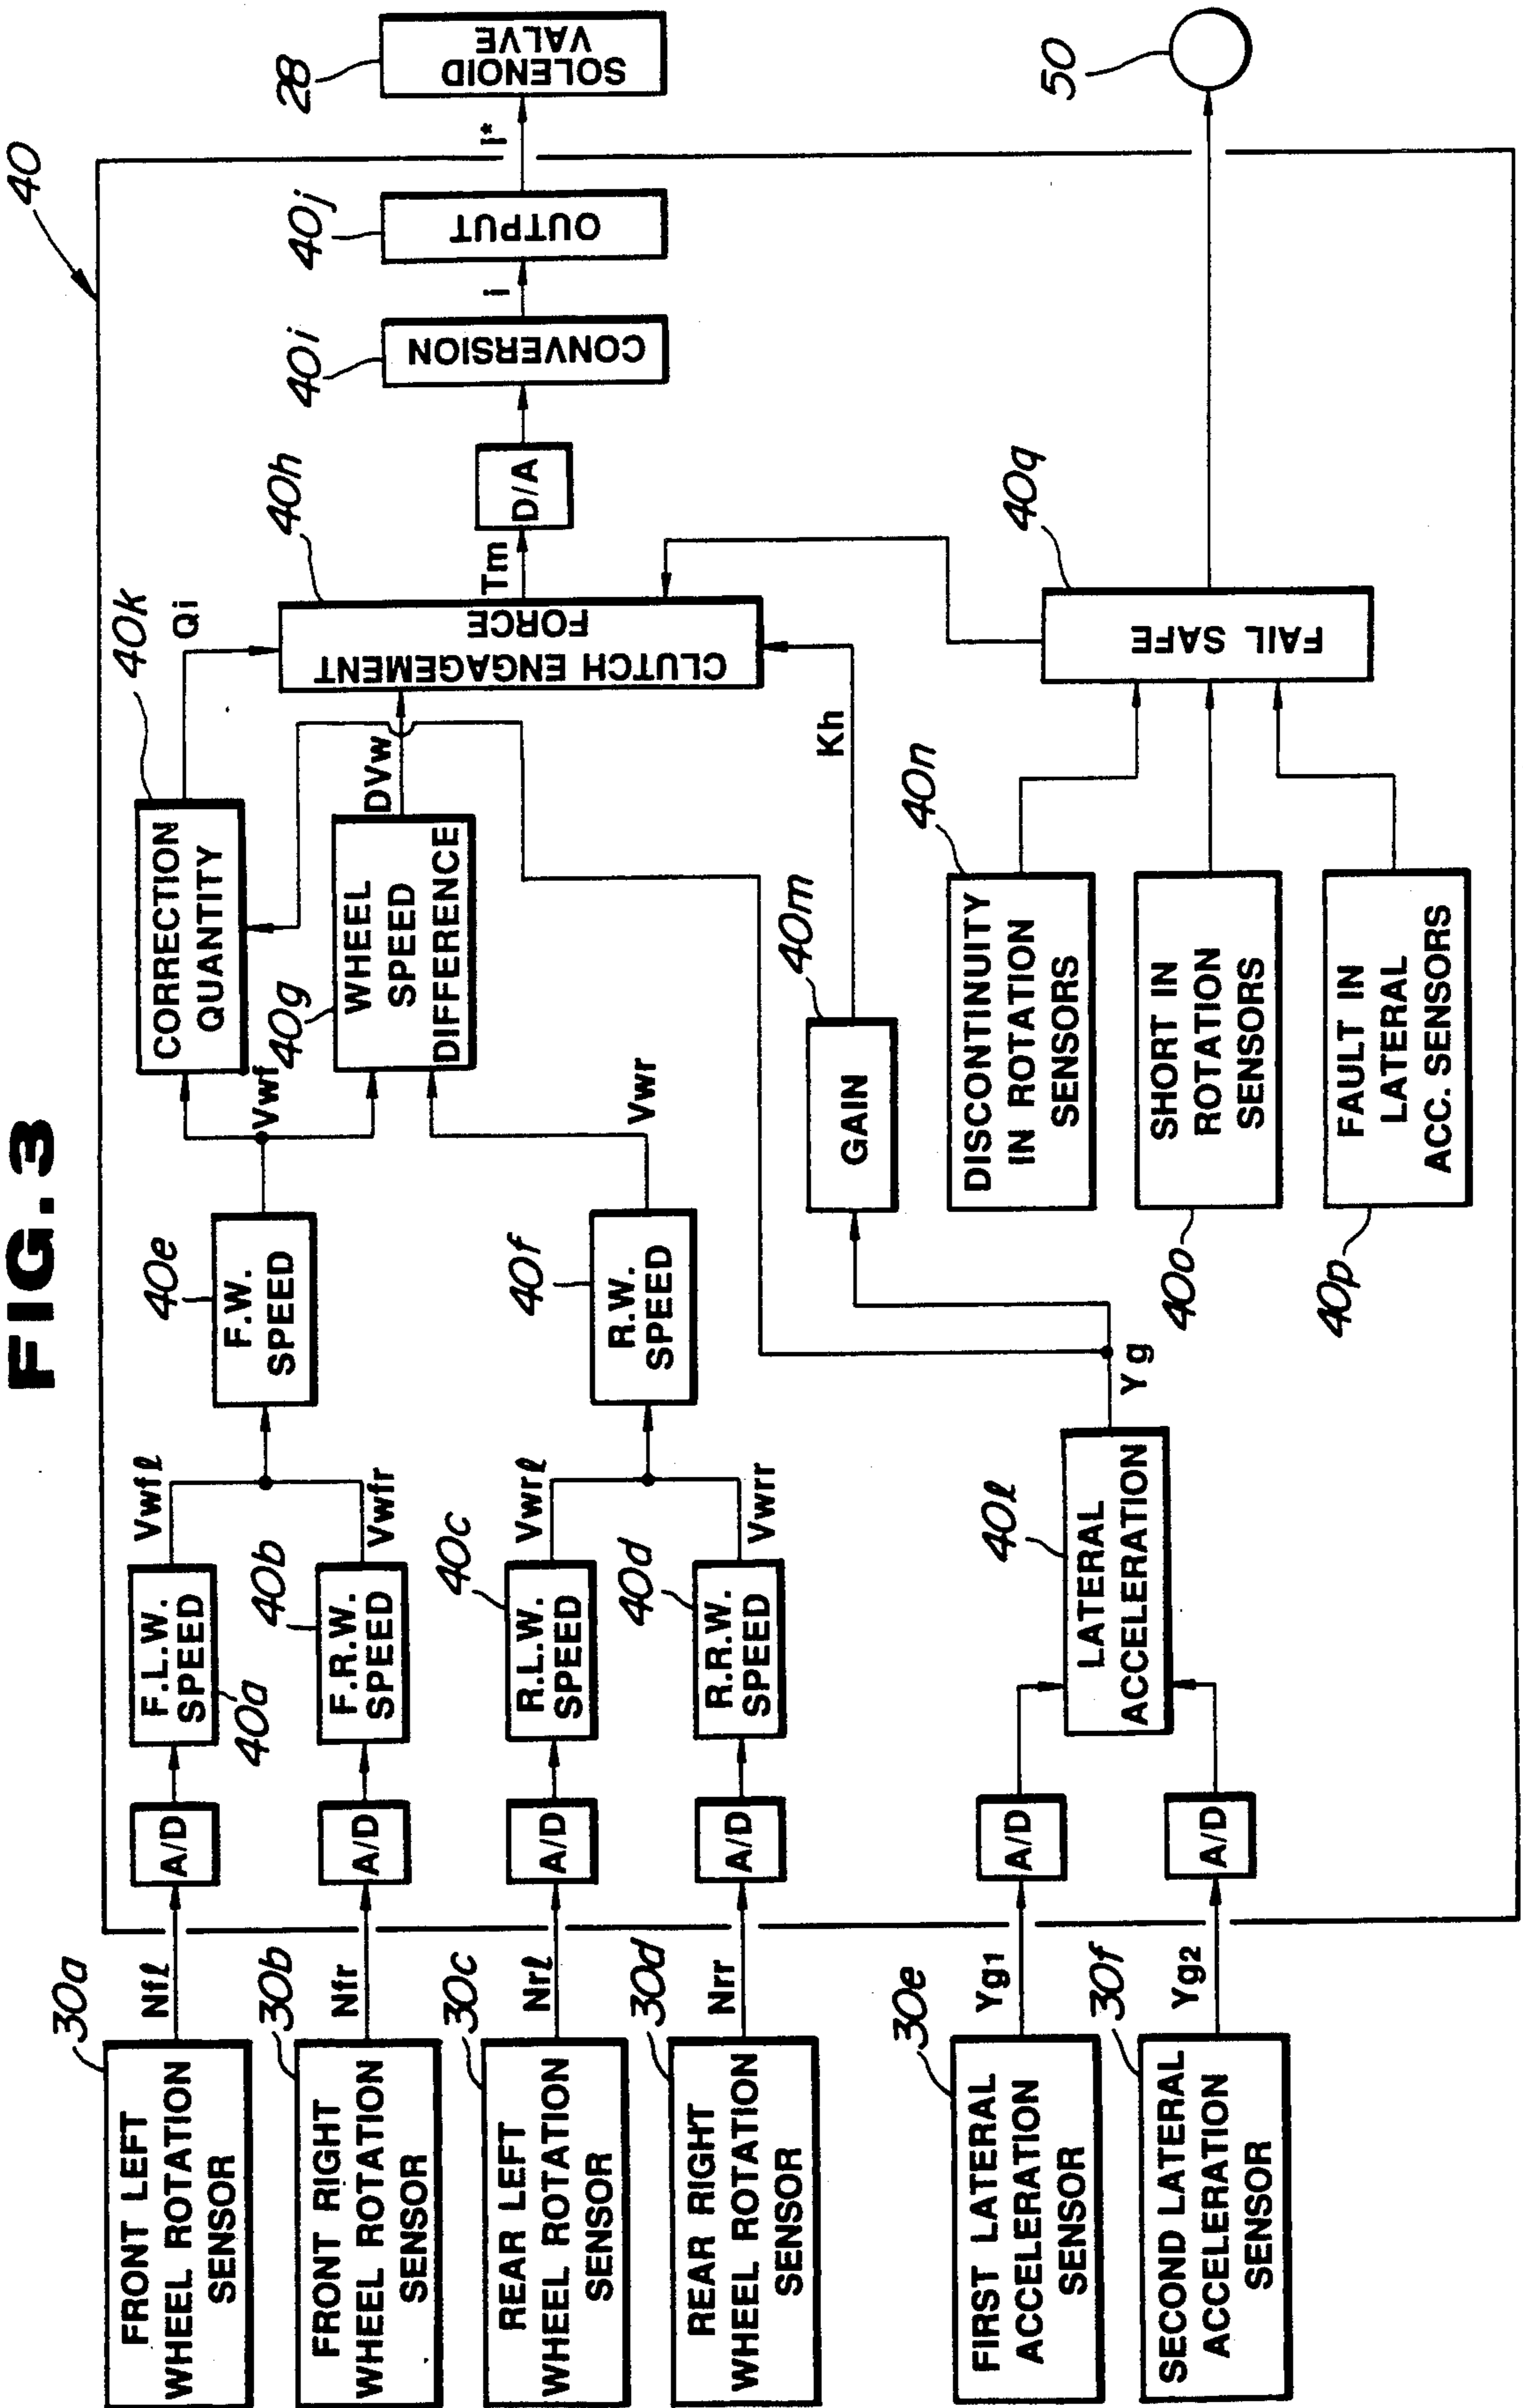 FIG. 3
40
30a
FRONT LEFT
WHEEL ROTATION
SENSOR
Nfℓ
A/D
F.L.W.
SPEED
40a
Vwfℓ
30b
FRONT RIGHT
WHEEL ROTATION
SENSOR
Nfr
A/D
F.R.W.
SPEED
40b
Vwfr
40e
F.W.
SPEED
Vwf
40k
CORRECTION
QUANTITY
Qi
30c
REAR LEFT
WHEEL ROTATION
SENSOR
Nrℓ
A/D
R.L.W.
SPEED
40c
Vwrℓ
30d
REAR RIGHT
WHEEL ROTATION
SENSOR
Nrr
A/D
R.R.W.
SPEED
40d
Vwrr
40f
R.W.
SPEED
Vwr
40g
WHEEL
SPEED
DIFFERENCE
DVw
40h
CLUTCH ENGAGEMENT
FORCE
Tm
D/A
40i
CONVERSION
i
40j
OUTPUT
I*
28
SOLENOID
VALVE
30e
FIRST LATERAL
ACCELERATION
SENSOR
Yg1
A/D
30f
SECOND LATERAL
ACCELERATION
SENSOR
Yg2
A/D
40ℓ
LATERAL
ACCELERATION
Yg
40m
GAIN
Kh
40n
DISCONTINUITY
IN ROTATION
SENSORS
40o
SHORT IN
ROTATION
SENSORS
40p
FAULT IN
LATERAL
ACC. SENSORS
40q
FAIL SAFE
50